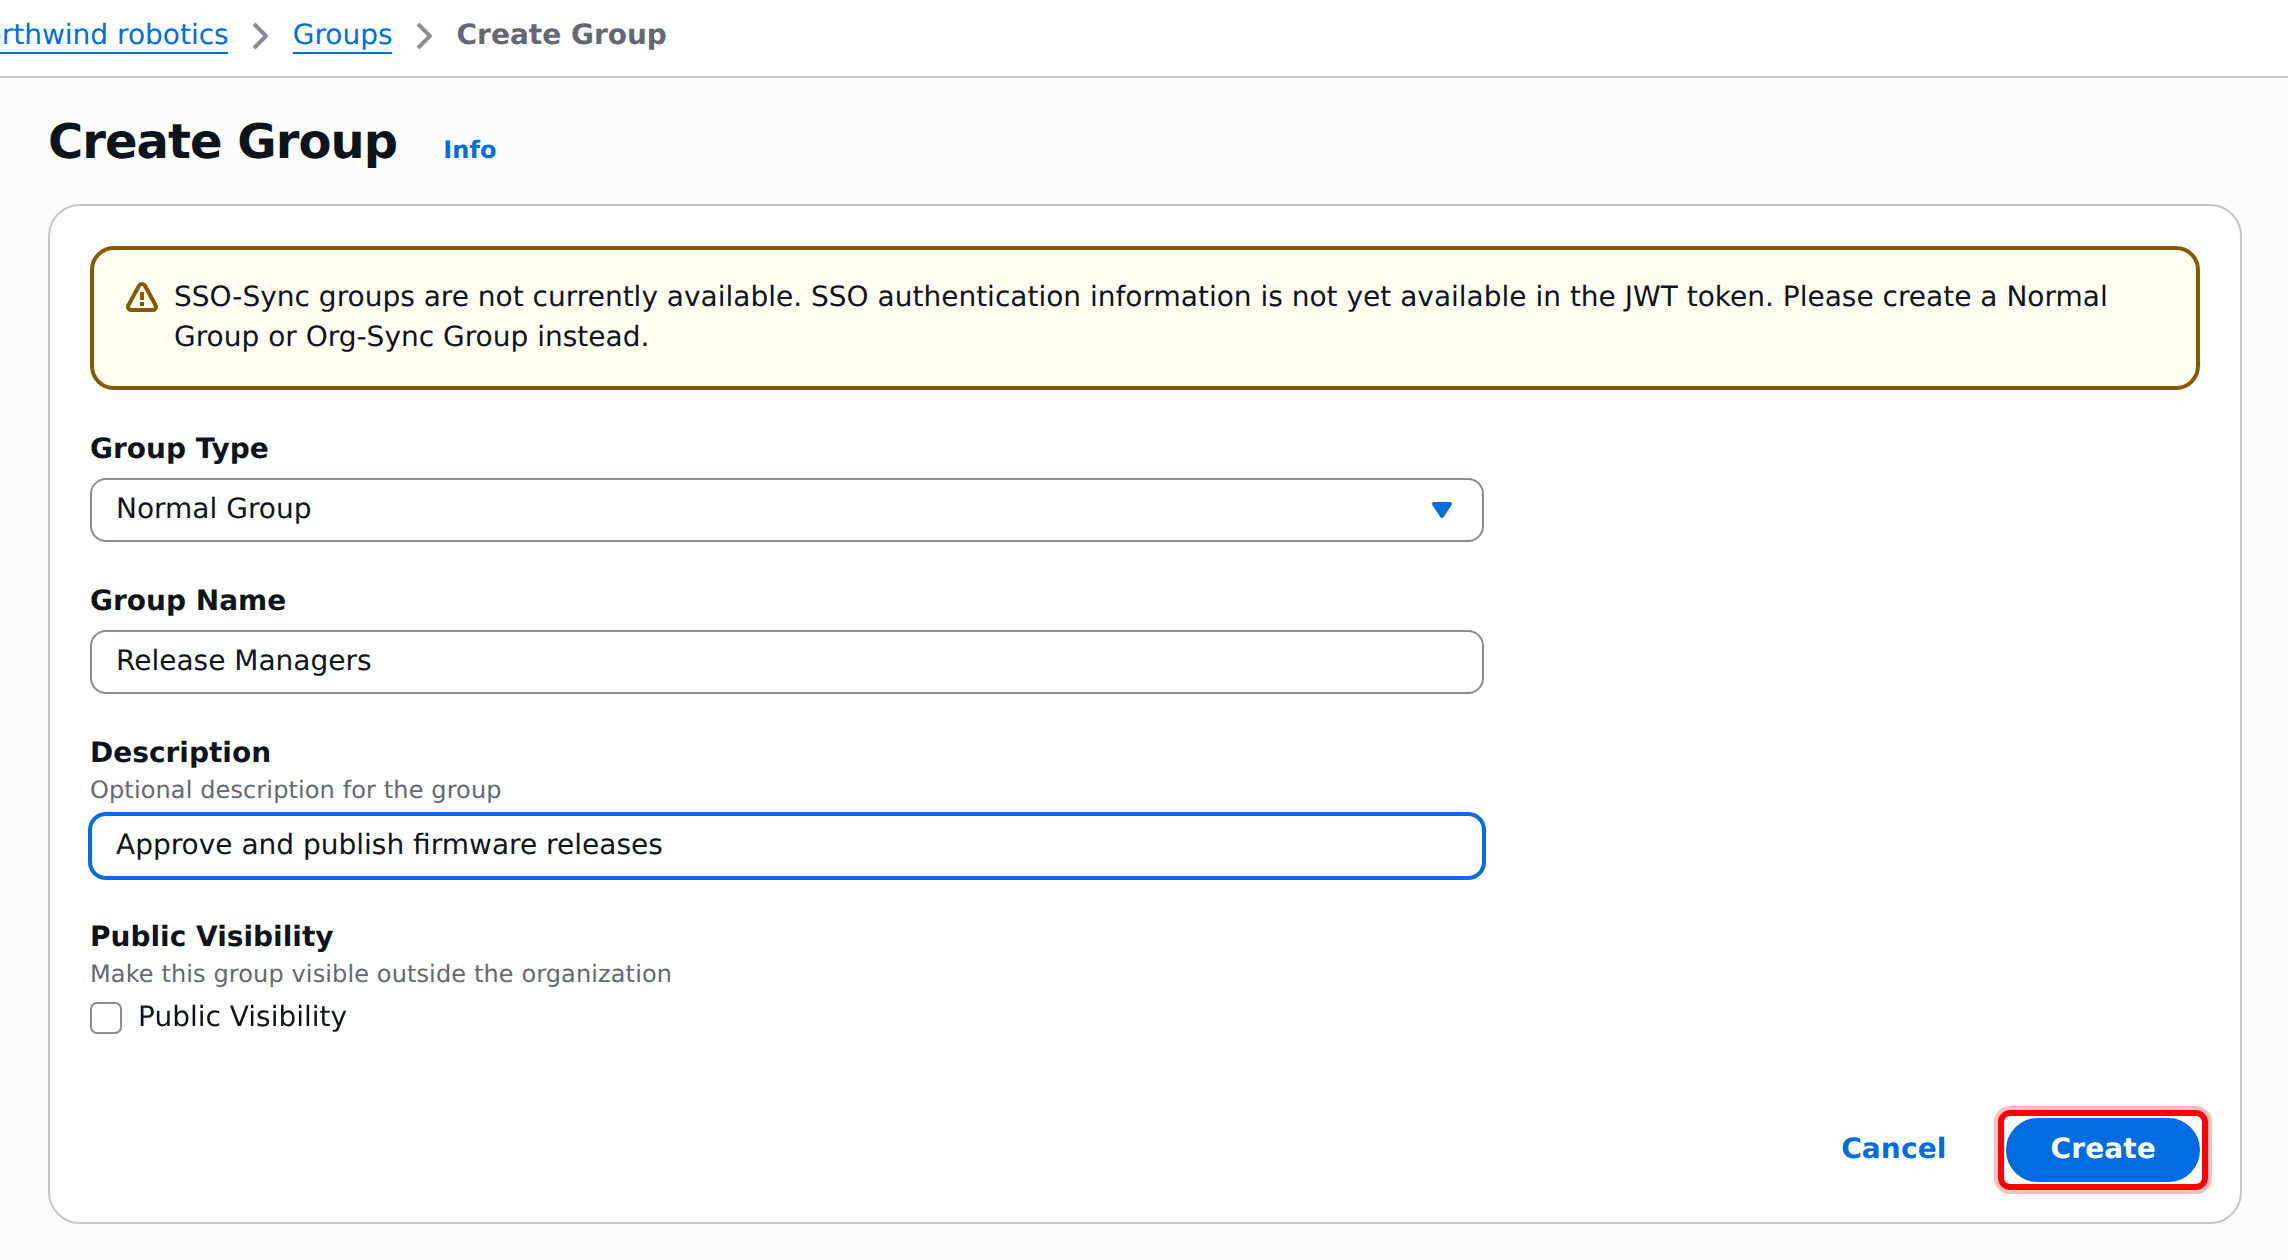 rthwind robotics > Groups > Create Group
Create Group Info
SSO-Sync groups are not currently available. SSO authentication information is not yet available in the JWT token. Please create a Normal
Group or Org-Sync Group instead.
Group Type
Normal Group
Group Name
Release Managers
Description
Optional description for the group
Approve and publish firmware releases
Public Visibility
Make this group visible outside the organization
Public Visibility
Cancel Create